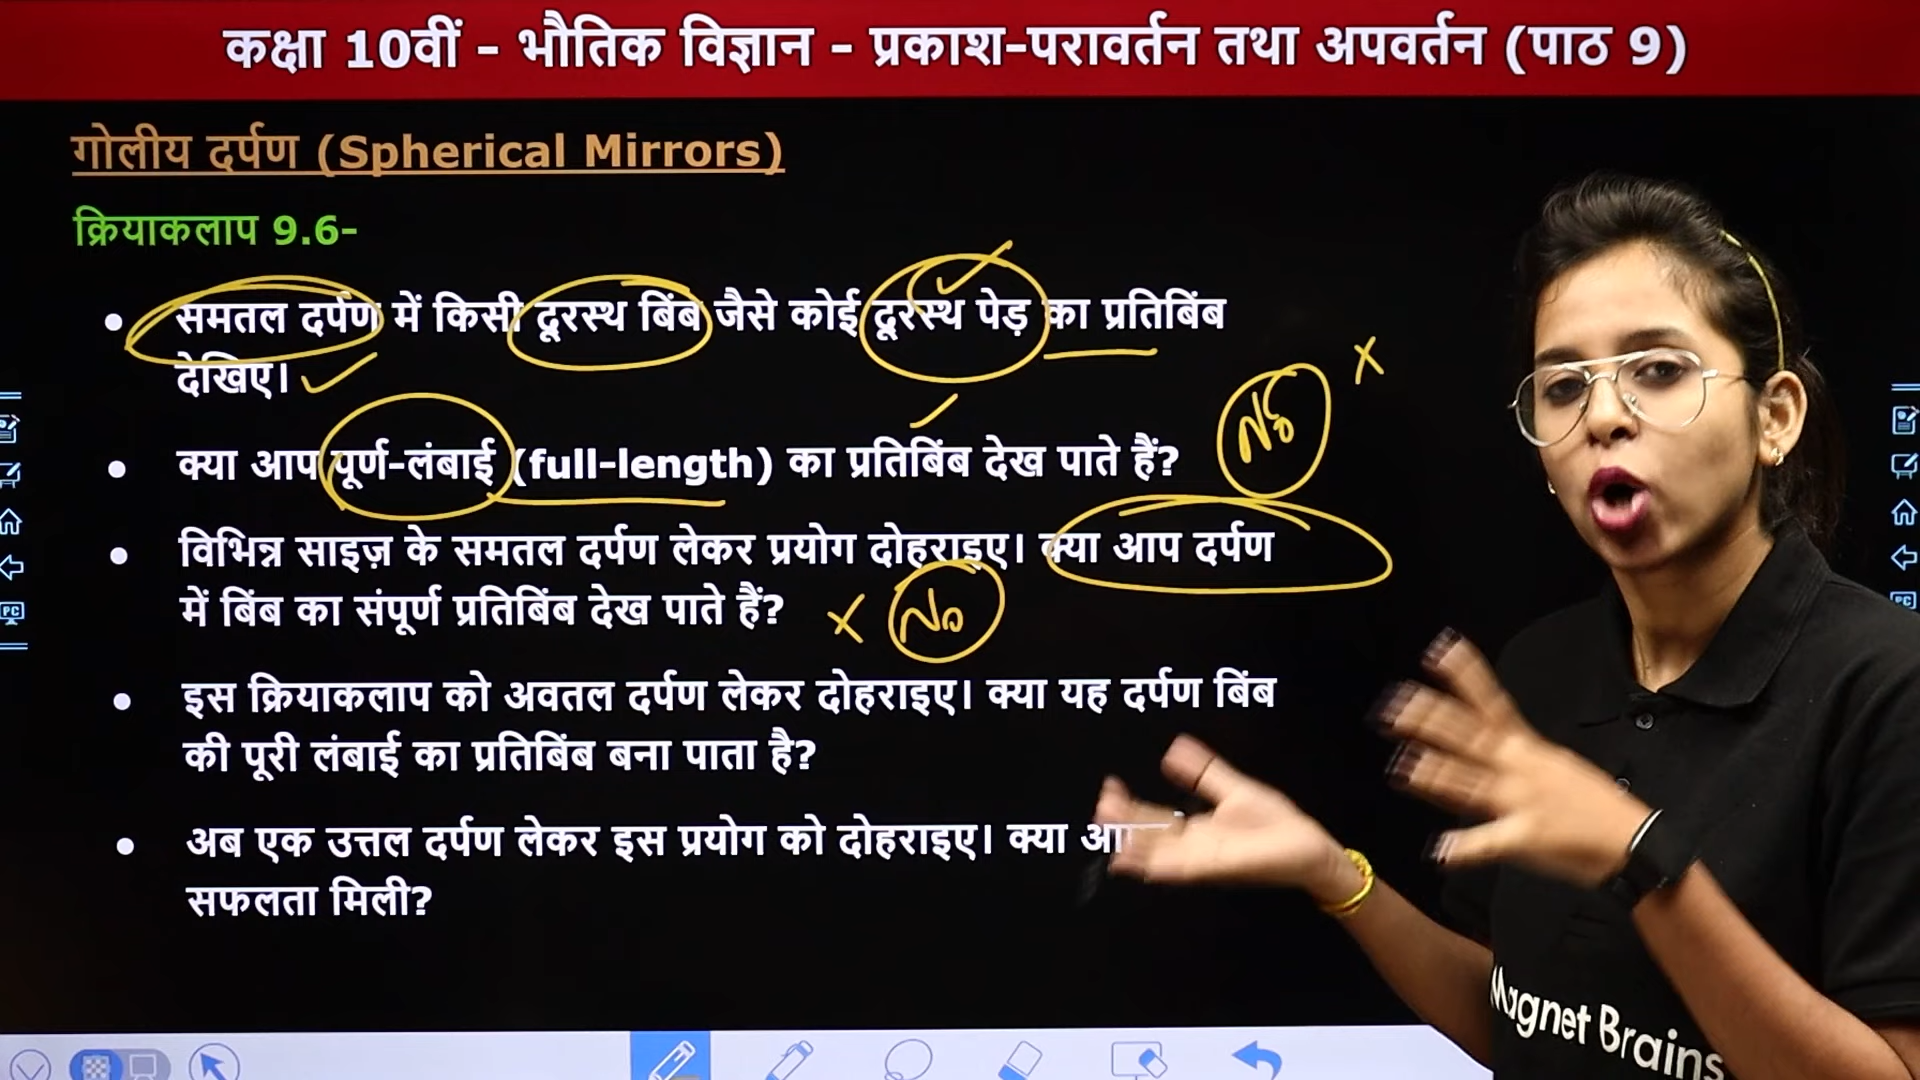 कक्षा 10वीं - भौतिक विज्ञान - प्रकाश-परावर्तन तथा अपवर्तन (पाठ 9)
गोलीय दर्पण (Spherical Mirrors)
क्रियाकलाप 9.6-
• समतल दर्पण में किसी दूरस्थ बिंब जैसे कोई दूरस्थ पेड़ का प्रतिबिंब
देखिए।
• क्या आप पूर्ण-लंबाई (full-length) का प्रतिबिंब देख पाते हैं? No
• विभिन्न साइज़ के समतल दर्पण लेकर प्रयोग दोहराइए। क्या आप दर्पण
में बिंब का संपूर्ण प्रतिबिंब देख पाते हैं? No
• इस क्रियाकलाप को अवतल दर्पण लेकर दोहराइए। क्या यह दर्पण बिंब
की पूरी लंबाई का प्रतिबिंब बना पाता है?
• अब एक उत्तल दर्पण लेकर इस प्रयोग को दोहराइए। क्या
सफलता मिली?
Magnet Brains
PC
PC